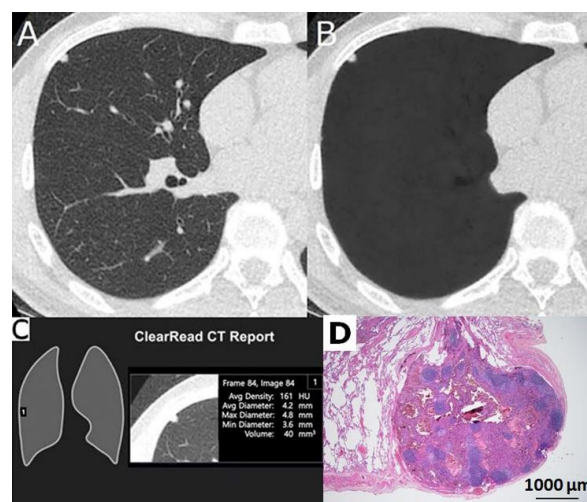 A
B
C
ClearRead CT Report
1
Frame 84, Image 84
1
Avg Density: 161 HU
Avg Diameter: 4.2 mm
Max Diameter: 4.8 mm
Min Diameter: 3.6 mm
Volume: 40 mm³
D
1000 µm